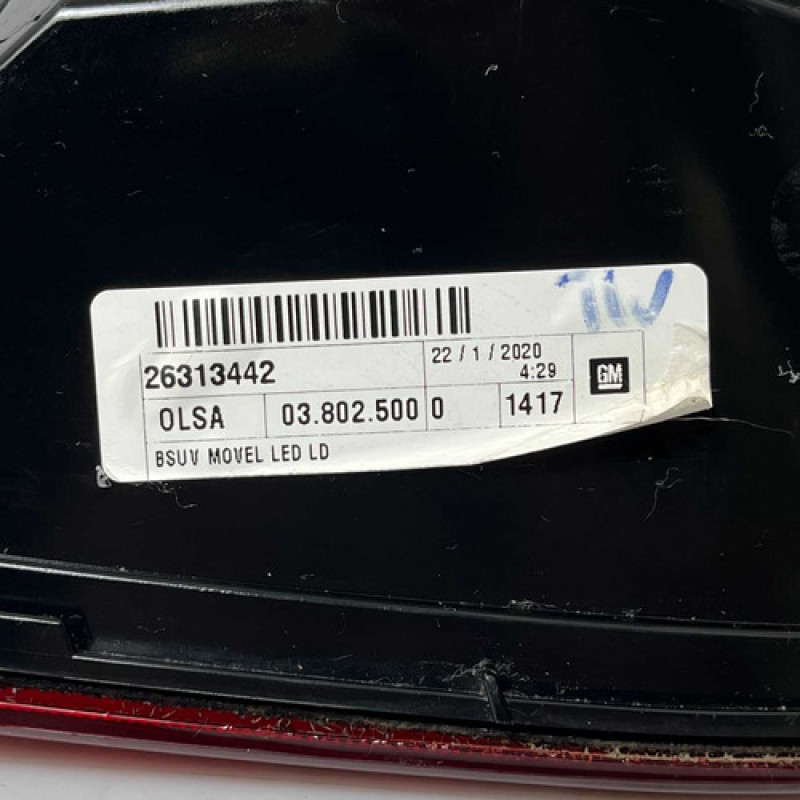 26313442
22 / 1 / 2020
4:29
GM
OLSA
03.802.500
0
1417
BSUV MOVEL LED LD